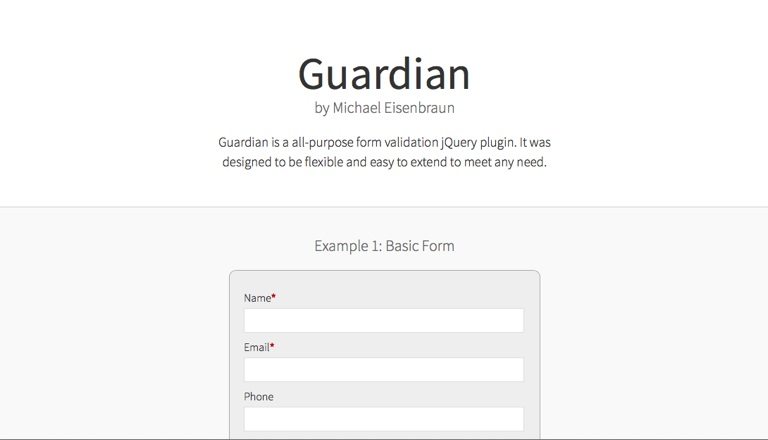 Guardian
by Michael Eisenbraun
Guardian is a all-purpose form validation jQuery plugin. It was
designed to be flexible and easy to extend to meet any need.
Example 1: Basic Form
Name*
Email*
Phone